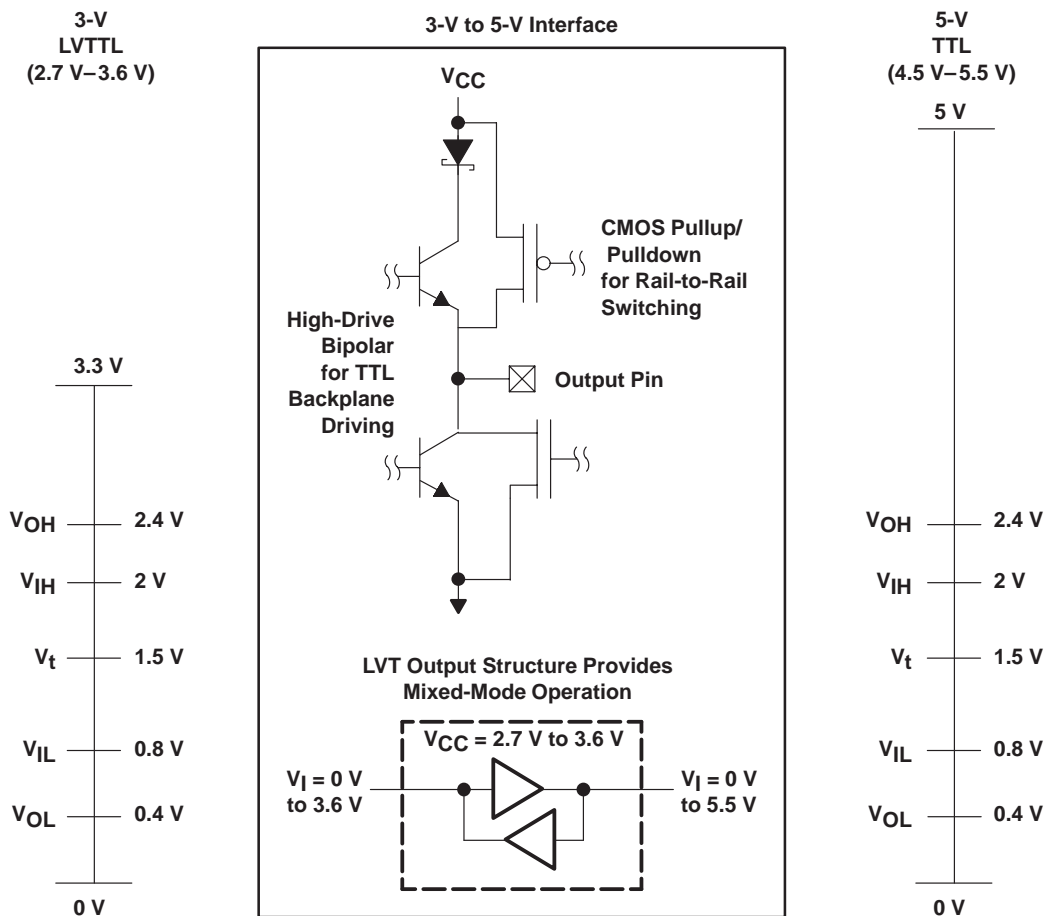 3-V
LVTTL
(2.7 V–3.6 V)
3.3 V
VOH
2.4 V
VIH
2 V
Vt
1.5 V
VIL
0.8 V
VOL
0.4 V
0 V
3-V to 5-V Interface
VCC
CMOS Pullup/
Pulldown
for Rail-to-Rail
Switching
High-Drive
Bipolar
for TTL
Backplane
Driving
Output Pin
LVT Output Structure Provides
Mixed-Mode Operation
VCC = 2.7 V to 3.6 V
VI = 0 V
to 3.6 V
VI = 0 V
to 5.5 V
5-V
TTL
(4.5 V–5.5 V)
5 V
VOH
2.4 V
VIH
2 V
Vt
1.5 V
VIL
0.8 V
VOL
0.4 V
0 V